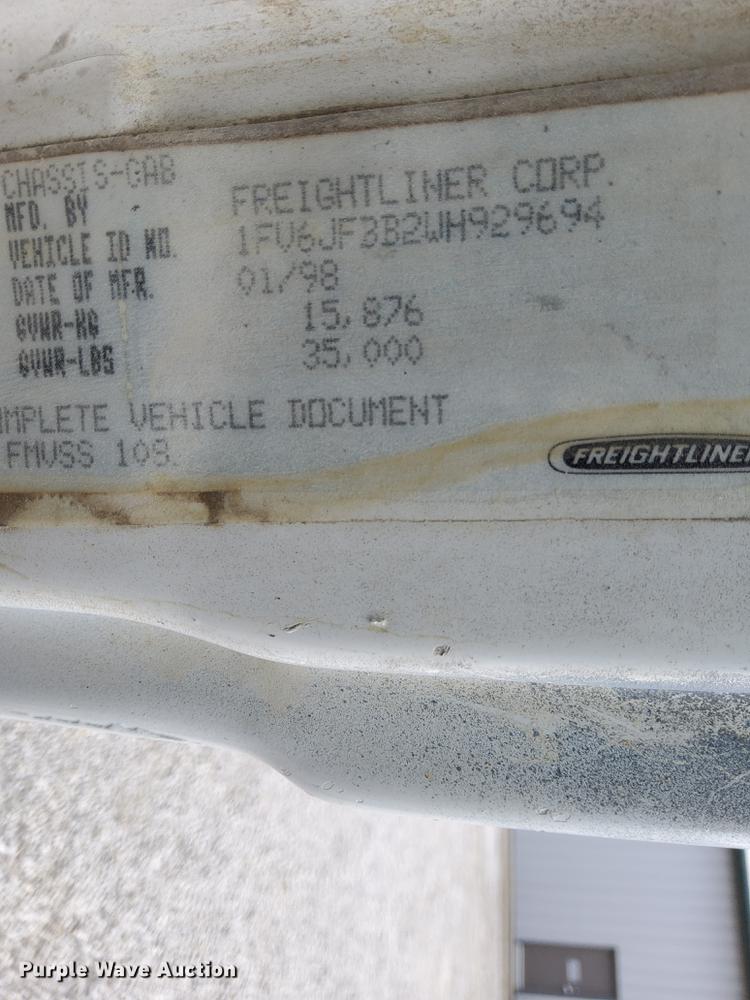 CHASSIS-CAB
MFD. BY FREIGHTLINER CORP.
VEHICLE ID NO. 1FV6JF3B2WH929694
DATE OF MFR. 01/98
GVWR-KG 15,876
GVWR-LBS 35,000
MPLETE VEHICLE DOCUMENT
FMVSS 108.
FREIGHTLINER
Purple Wave Auction